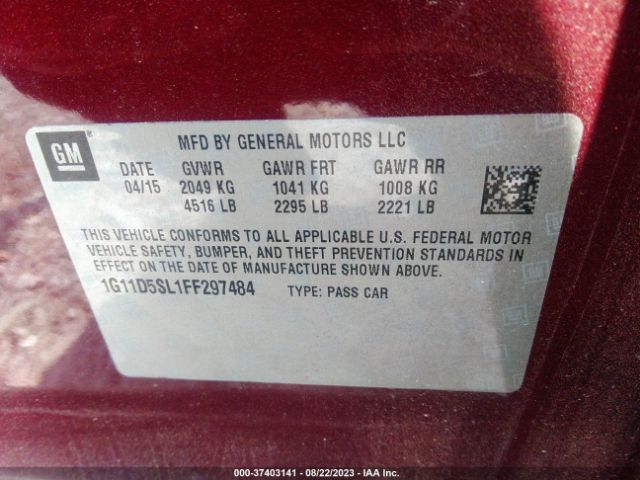 GM®
MFD BY GENERAL MOTORS LLC
DATE GVWR GAWR FRT GAWR RR
04/15 2049 KG 1041 KG 1008 KG
4516 LB 2295 LB 2221 LB
THIS VEHICLE CONFORMS TO ALL APPLICABLE U.S. FEDERAL MOTOR
VEHICLE SAFETY, BUMPER, AND THEFT PREVENTION STANDARDS IN
EFFECT ON THE DATE OF MANUFACTURE SHOWN ABOVE.
1G11D5SL1FF297484 TYPE: PASS CAR
000-37403141 - 08/22/2023 - IAA Inc.